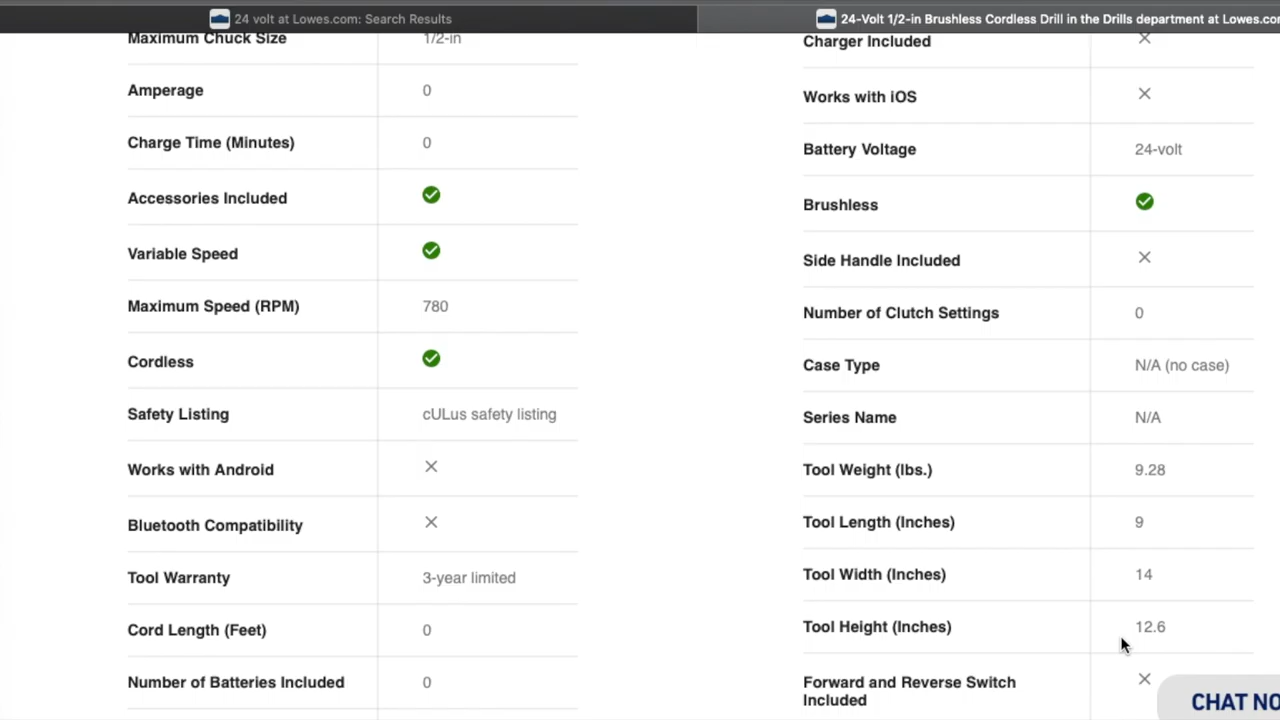 24 volt at Lowes.com: Search Results
24-Volt 1/2-in Brushless Cordless Drill in the Drills department at Lowes.co
Maximum Chuck Size 1/2-in
Amperage 0
Charge Time (Minutes) 0
Accessories Included
Variable Speed
Maximum Speed (RPM) 780
Cordless
Safety Listing cULus safety listing
Works with Android
Bluetooth Compatibility
Tool Warranty 3-year limited
Cord Length (Feet) 0
Number of Batteries Included 0
Charger Included
Works with iOS
Battery Voltage 24-volt
Brushless
Side Handle Included
Number of Clutch Settings 0
Case Type N/A (no case)
Series Name N/A
Tool Weight (lbs.) 9.28
Tool Length (Inches) 9
Tool Width (Inches) 14
Tool Height (Inches) 12.6
Forward and Reverse Switch
Included
CHAT NO